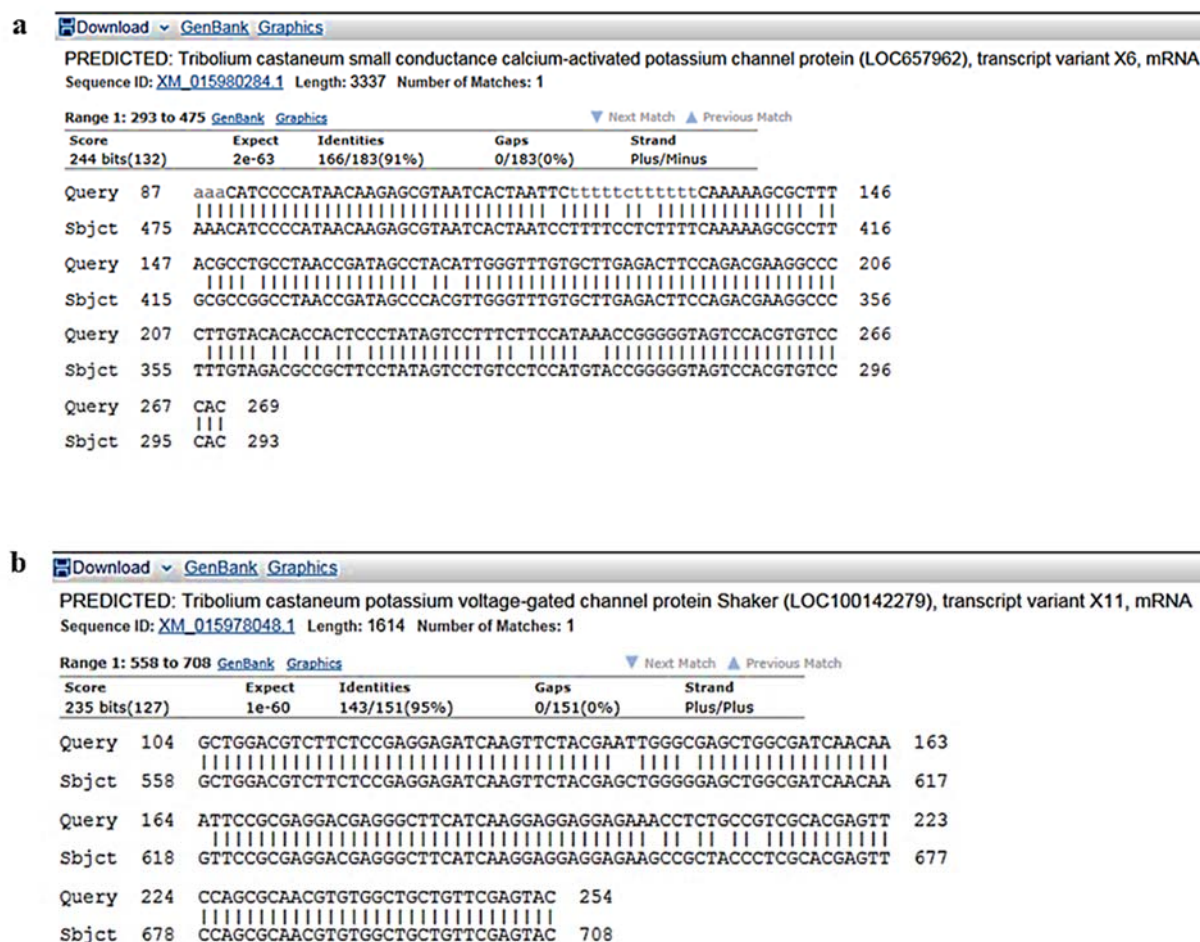 a
Download GenBank Graphics
PREDICTED: Tribolium castaneum small conductance calcium-activated potassium channel protein (LOC657962), transcript variant X6, mRNA
Sequence ID: XM_015980284.1 Length: 3337 Number of Matches: 1
Range 1: 293 to 475 GenBank Graphics Next Match Previous Match
Score Expect Identities Gaps Strand
244 bits(132) 2e-63 166/183(91%) 0/183(0%) Plus/Minus
Query 87 aaaCATCCCCATAACAAGAGCGTAATCACTAATTCtttttctttttttCAAAAAGCGCTTT 146
Sbjct 475 AAACATCCCCATAACAAGAGCGTAATCACTAATCCTTTTCCTCTTTTCAAAAAGCGCCTT 416
Query 147 ACGCCTGCCTAACCGATAGCCTACATTGGGTTTGTGCTTGAGACTTCCAGACGAAGGCCC 206
Sbjct 415 GCGCCGGCCTAACCGATAGCCCACGTTGGGTTTGTGCTTGAGACTTCCAGACGAAGGCCC 356
Query 207 CTTGTACACACCACTCCCTATAGTCCTTTCTTCCATAAACCGGGGGTAGTCCACGTGTCC 266
Sbjct 355 TTTGTAGACGCCGCTTCCTATAGTCCTGTCCTCCATGTACCGGGGGTAGTCCACGTGTCC 296
Query 267 CAC 269
Sbjct 295 CAC 293
b
Download GenBank Graphics
PREDICTED: Tribolium castaneum potassium voltage-gated channel protein Shaker (LOC100142279), transcript variant X11, mRNA
Sequence ID: XM_015978048.1 Length: 1614 Number of Matches: 1
Range 1: 558 to 708 GenBank Graphics Next Match Previous Match
Score Expect Identities Gaps Strand
235 bits(127) 1e-60 143/151(95%) 0/151(0%) Plus/Plus
Query 104 GCTGGACGTCTTCTCCGAGGAGATCAAGTTCTACGAATTGGGCGAGCTGGCGATCAACAA 163
Sbjct 558 GCTGGACGTCTTCTCCGAGGAGATCAAGTTCTACGAGCTGGGGGAGCTGGCGATCAACAA 617
Query 164 ATTCCGCGAGGACGAGGGCTTCATCAAGGAGGAGGAGAAACCTCTGCCGTCGCACGAGTT 223
Sbjct 618 GTTCCGCGAGGACGAGGGCTTCATCAAGGAGGAGGAGAAGCCGCTACCCTCGCACGAGTT 677
Query 224 CCAGCGCAACGTGTGGCTGCTGTTCGAGTAC 254
Sbjct 678 CCAGCGCAACGTGTGGCTGCTGTTCGAGTAC 708